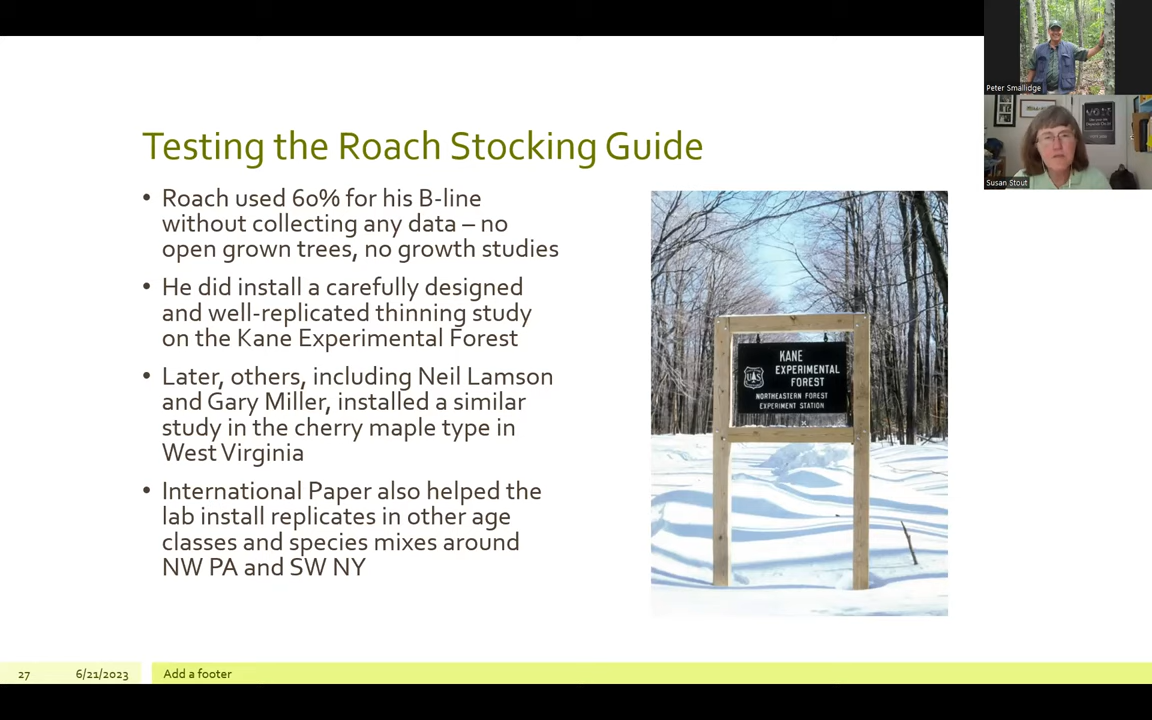 Testing the Roach Stocking Guide
• Roach used 60% for his B-line
without collecting any data – no
open grown trees, no growth studies
• He did install a carefully designed
and well-replicated thinning study
on the Kane Experimental Forest
• Later, others, including Neil Lamson
and Gary Miller, installed a similar
study in the cherry maple type in
West Virginia
• International Paper also helped the
lab install replicates in other age
classes and species mixes around
NW PA and SW NY
KANE
EXPERIMENTAL
FOREST
UAS
NORTHEASTERN FOREST
EXPERIMENT STATION
Peter Smallidge
VOTE
Susan Stout
27
6/21/2023
Add a footer